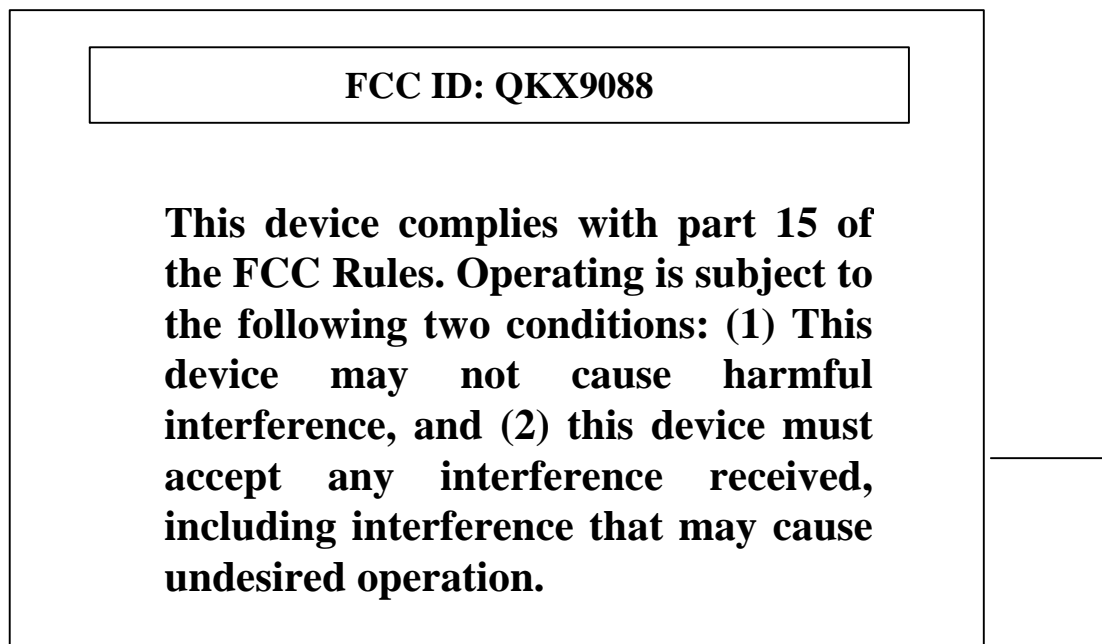 FCC ID: QKX9088
This device complies with part 15 of
the FCC Rules. Operating is subject to
the following two conditions: (1) This
device may not cause harmful
interference, and (2) this device must
accept any interference received,
including interference that may cause
undesired operation.